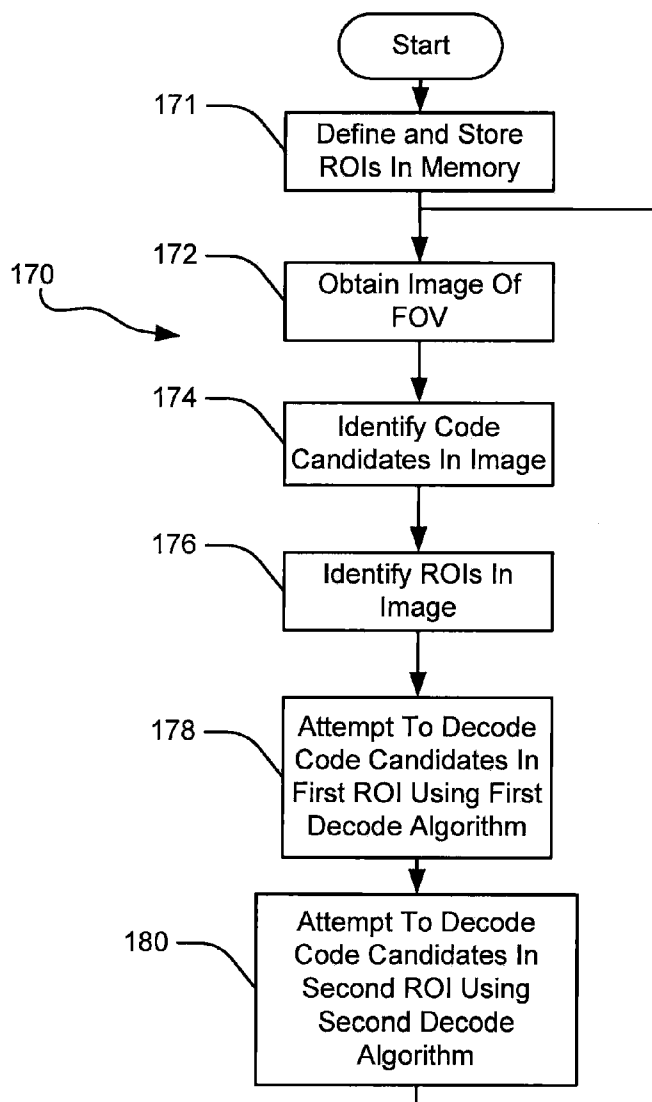 Start
171
Define and Store
ROIs In Memory
172
170
Obtain Image Of
FOV
174
Identify Code
Candidates In Image
176
Identify ROIs In
Image
178
Attempt To Decode
Code Candidates In
First ROI Using First
Decode Algorithm
180
Attempt To Decode
Code Candidates In
Second ROI Using
Second Decode
Algorithm